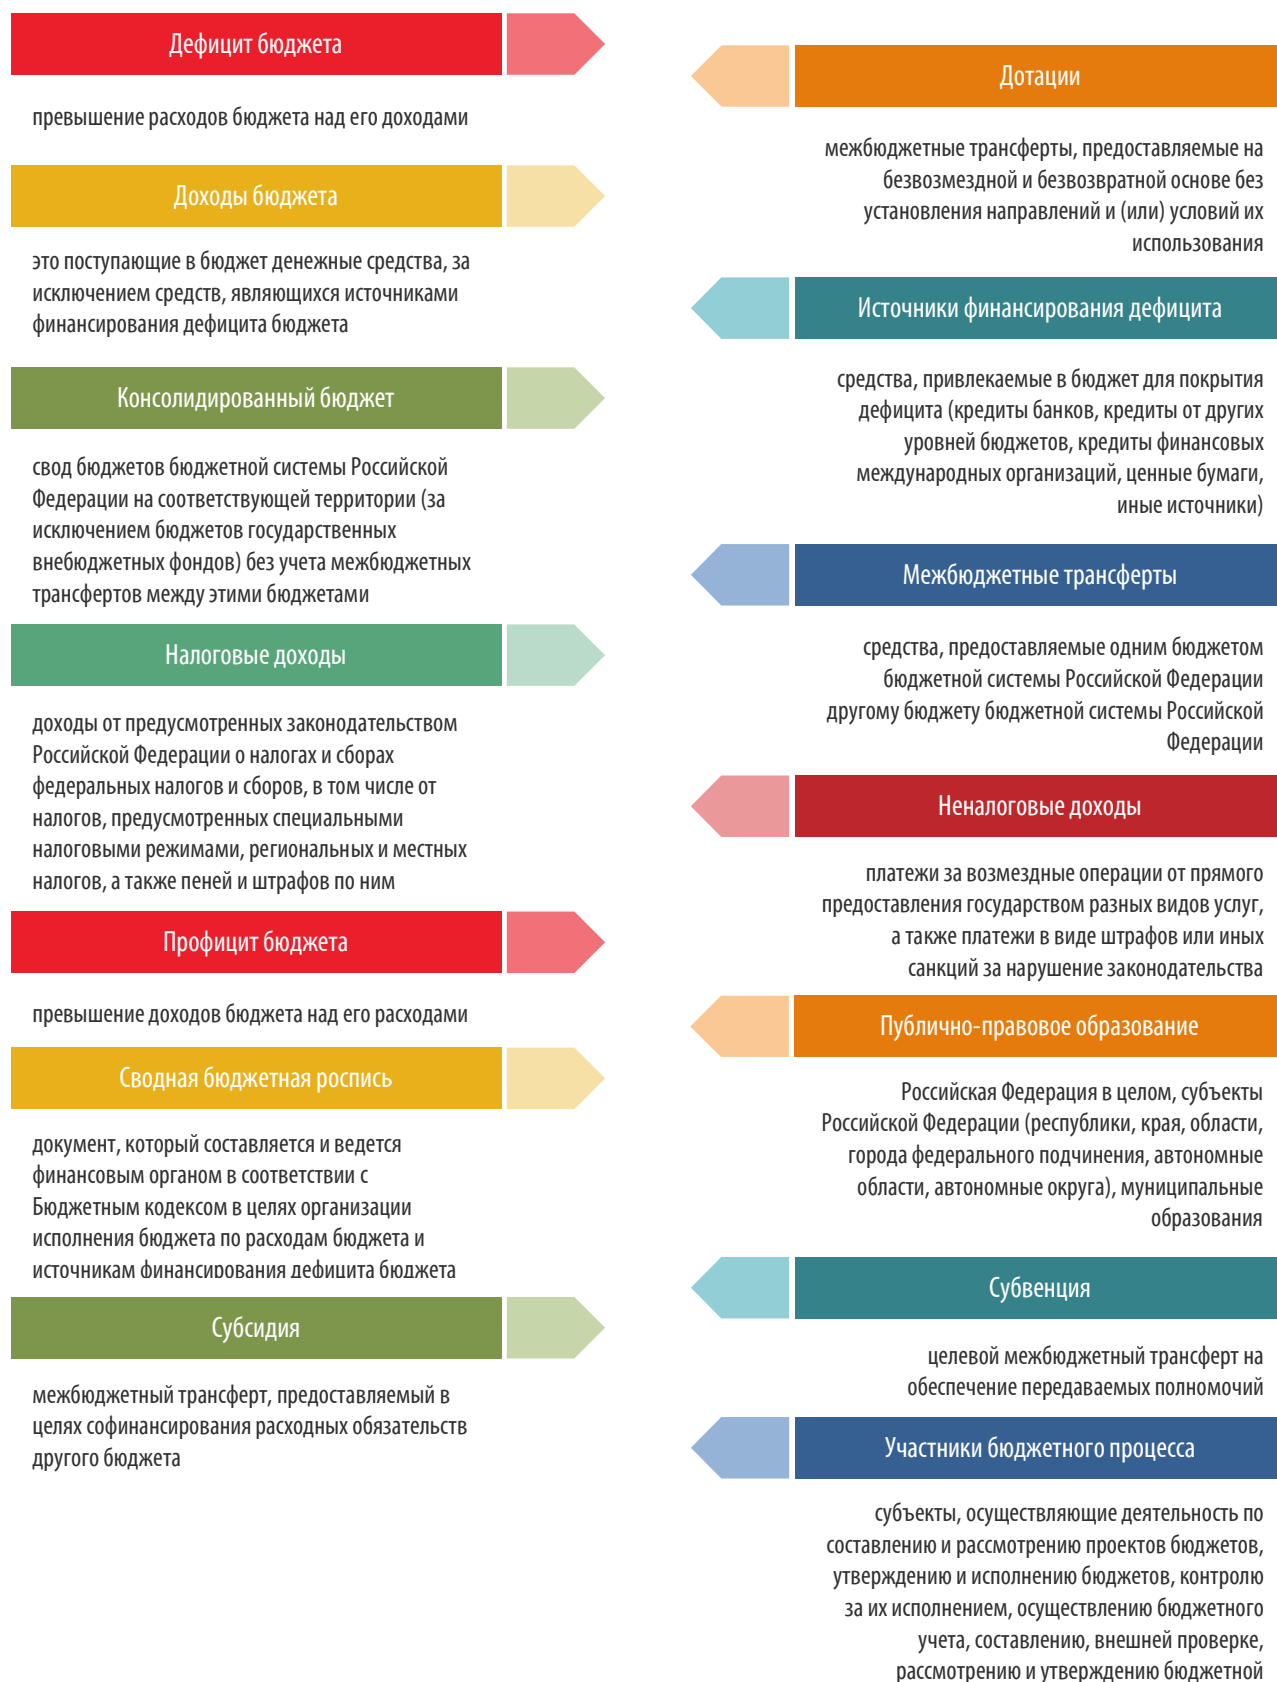 Дефицит бюджета
превышение расходов бюджета над его доходами
Доходы бюджета
это поступающие в бюджет денежные средства, за
исключением средств, являющихся источниками
финансирования дефицита бюджета
Консолидированный бюджет
свод бюджетов бюджетной системы Российской
Федерации на соответствующей территории (за
исключением бюджетов государственных
внебюджетных фондов) без учета межбюджетных
трансфертов между этими бюджетами
Налоговые доходы
доходы от предусмотренных законодательством
Российской Федерации о налогах и сборах
федеральных налогов и сборов, в том числе от
налогов, предусмотренных специальными
налоговыми режимами, региональных и местных
налогов, а также пеней и штрафов по ним
Профицит бюджета
превышение доходов бюджета над его расходами
Сводная бюджетная роспись
документ, который составляется и ведется
финансовым органом в соответствии с
Бюджетным кодексом в целях организации
исполнения бюджета по расходам бюджета и
источникам финансирования дефицита бюджета
Субсидия
межбюджетный трансферт, предоставляемый в
целях софинансирования расходных обязательств
другого бюджета
Дотации
межбюджетные трансферты, предоставляемые на
безвозмездной и безвозвратной основе без
установления направлений и (или) условий их
использования
Источники финансирования дефицита
средства, привлекаемые в бюджет для покрытия
дефицита (кредиты банков, кредиты от других
уровней бюджетов, кредиты финансовых
международных организаций, ценные бумаги,
иные источники)
Межбюджетные трансферты
средства, предоставляемые одним бюджетом
бюджетной системы Российской Федерации
другому бюджету бюджетной системы Российской
Федерации
Неналоговые доходы
платежи за возмездные операции от прямого
предоставления государством разных видов услуг,
а также платежи в виде штрафов или иных
санкций за нарушение законодательства
Публично-правовое образование
Российская Федерация в целом, субъекты
Российской Федерации (республики, края, области,
города федерального подчинения, автономные
области, автономные округа), муниципальные
образования
Субвенция
целевой межбюджетный трансферт на
обеспечение передаваемых полномочий
Участники бюджетного процесса
субъекты, осуществляющие деятельность по
составлению и рассмотрению проектов бюджетов,
утверждению и исполнению бюджетов, контролю
за их исполнением, осуществлению бюджетного
учета, составлению, внешней проверке,
рассмотрению и утверждению бюджетной